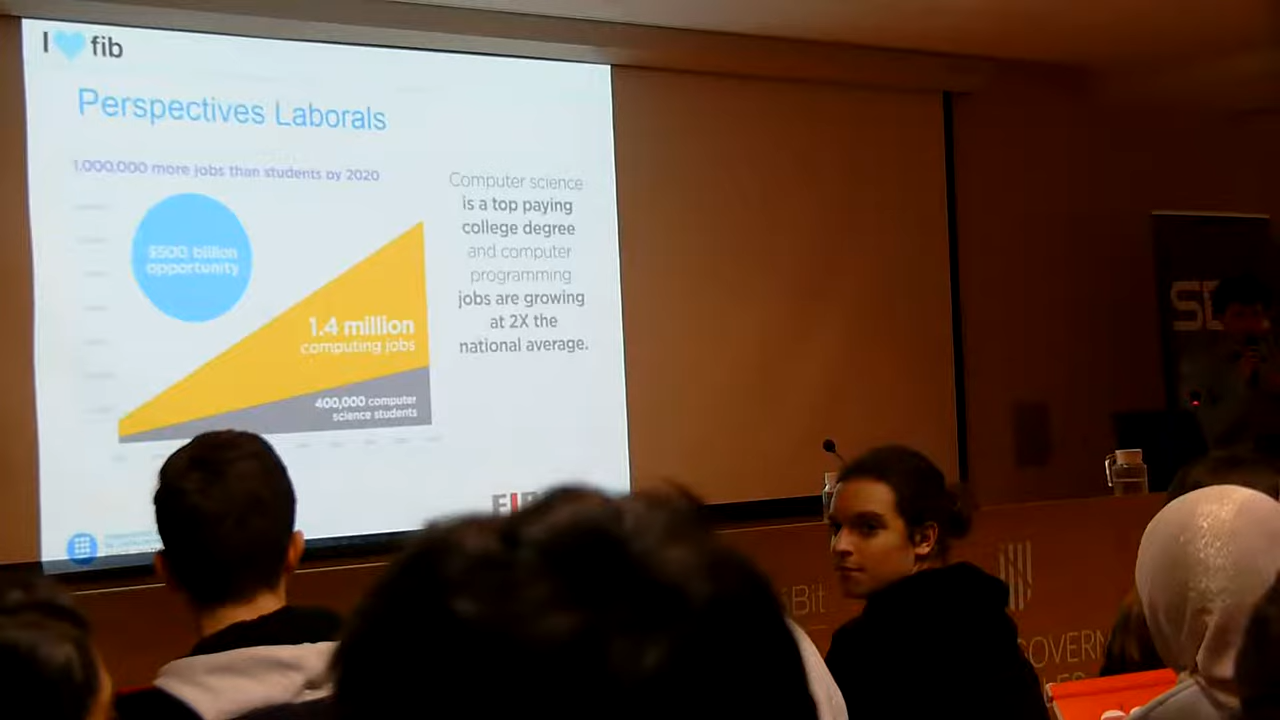 I fib
Perspectives Laborals
1,000,000 more jobs than students by 2020
$500 billion
opportunity
1.4 million
computing jobs
400,000 computer
science students
Computer science
is a top paying
college degree
and computer
programming
jobs are growing
at 2X the
national average.